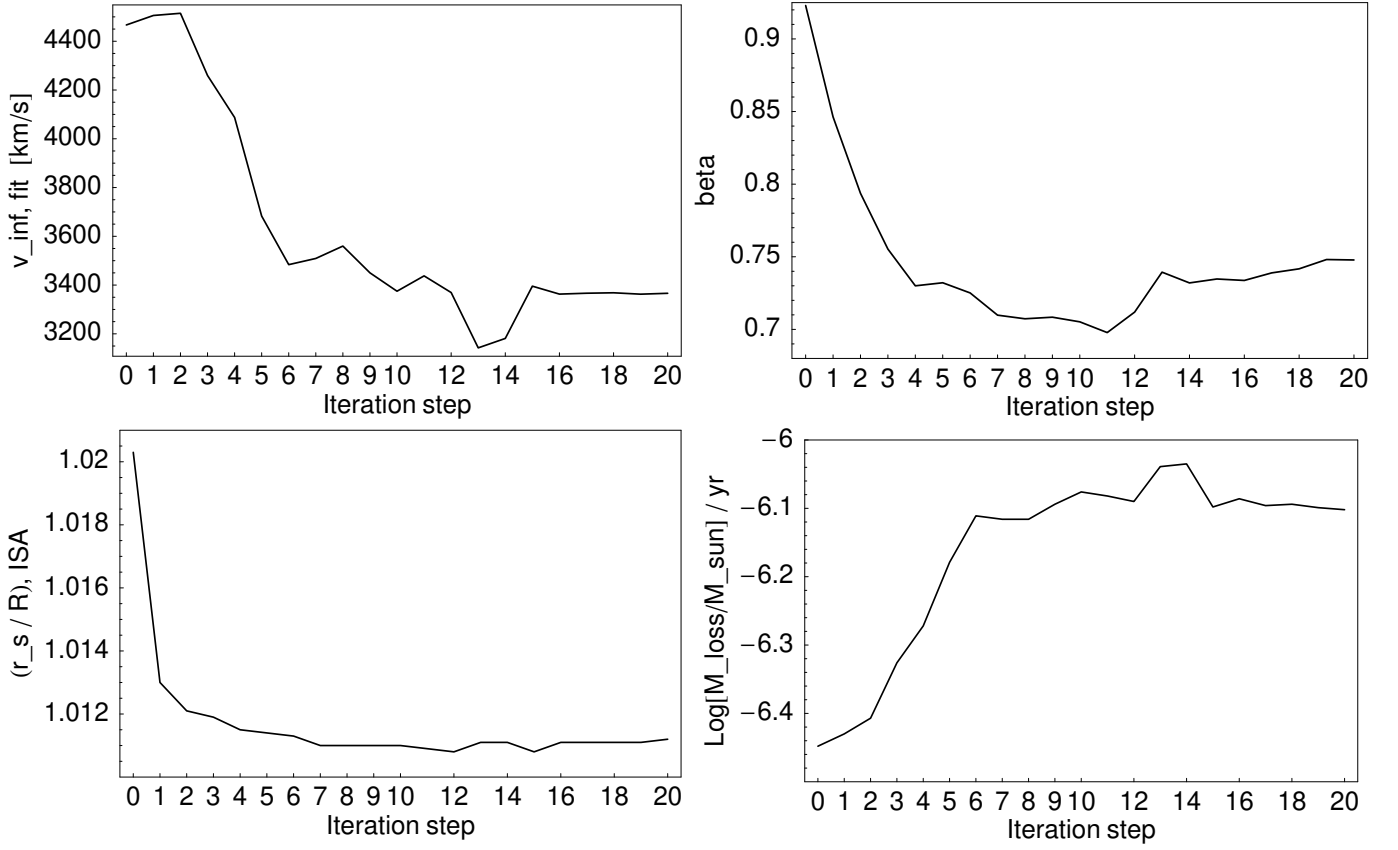 v_inf, fit [km/s]
4400
4200
4000
3800
3600
3400
3200
0 1 2 3 4 5 6 7 8 9 10 12 14 16 18 20
Iteration step
beta
0.9
0.85
0.8
0.75
0.7
0 1 2 3 4 5 6 7 8 9 10 12 14 16 18 20
Iteration step
(r_s / R), ISA
1.02
1.018
1.016
1.014
1.012
0 1 2 3 4 5 6 7 8 9 10 12 14 16 18 20
Iteration step
Log[M_loss/M_sun] / yr
−6
−6.1
−6.2
−6.3
−6.4
0 1 2 3 4 5 6 7 8 9 10 12 14 16 18 20
Iteration step